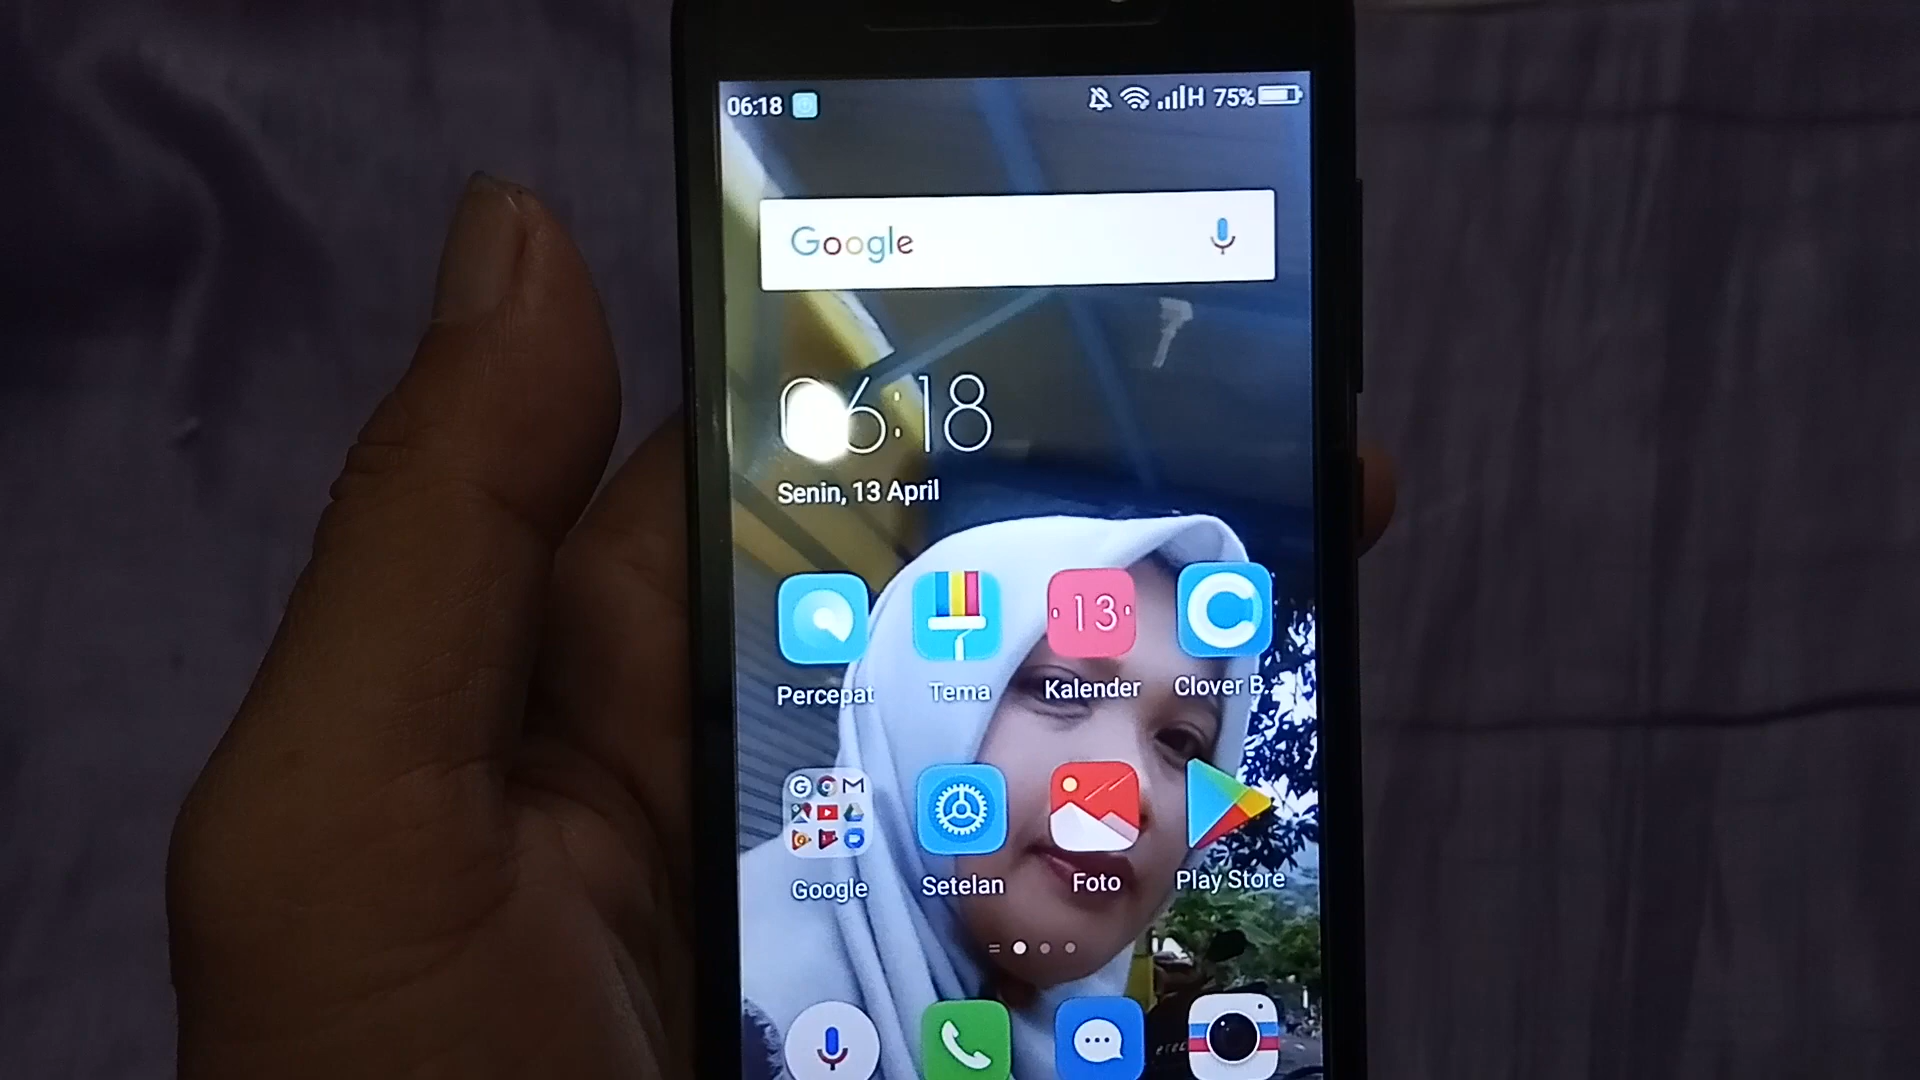 06:18
H 75%
Google
06:18
Senin, 13 April
13
Percepat Tema Kalender Clover B..
Google Setelan Foto Play Store